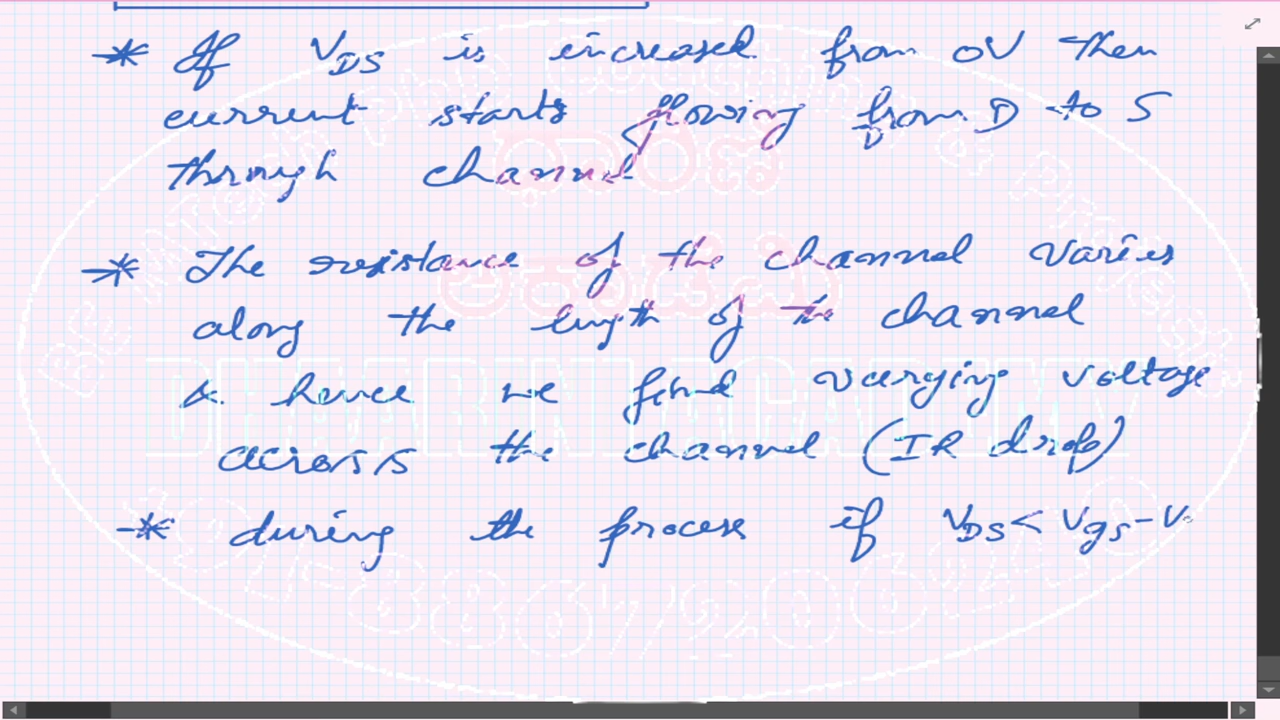 * If VDS is increased from 0V then
current starts flowing from D to S
through channel
* The resistance of the channel varies
along the length of the channel
& hence we find varying voltage
across the channel (IR drop)
* during the process if VDS < Vgs - V